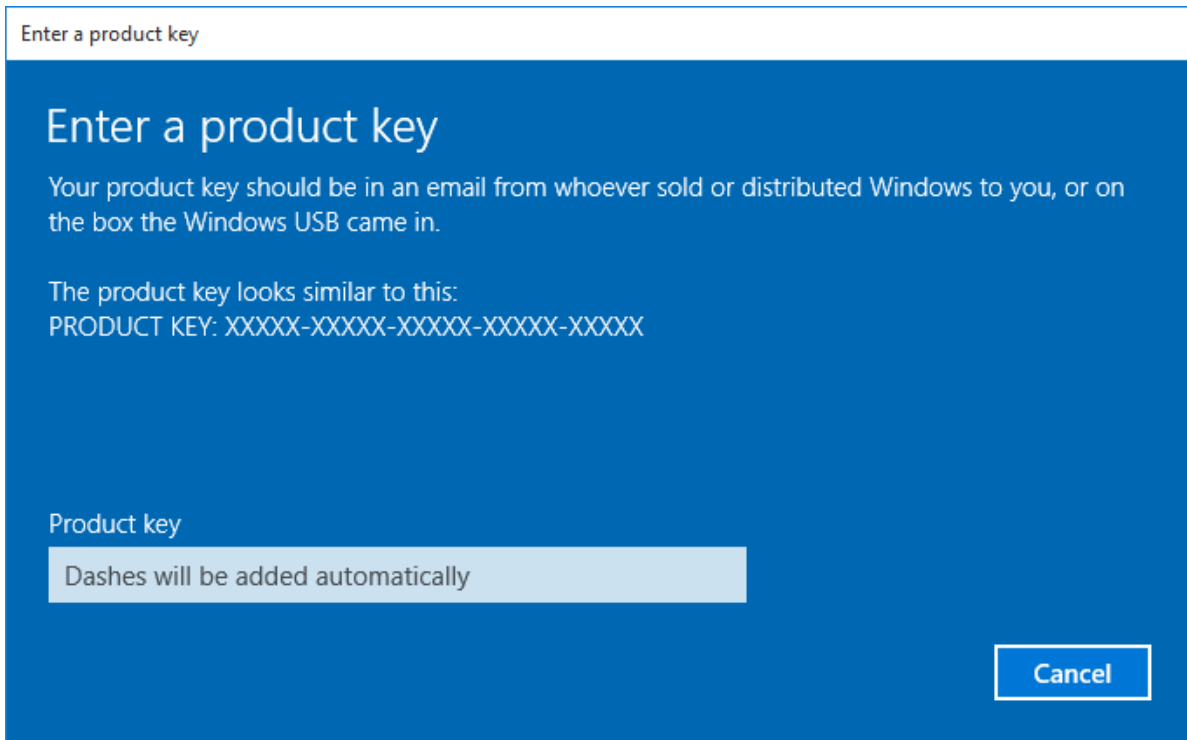 Enter a product key
Enter a product key
Your product key should be in an email from whoever sold or distributed Windows to you, or on
the box the Windows USB came in.
The product key looks similar to this:
PRODUCT KEY: XXXXX-XXXXX-XXXXX-XXXXX-XXXXX
Product key
Dashes will be added automatically
Cancel